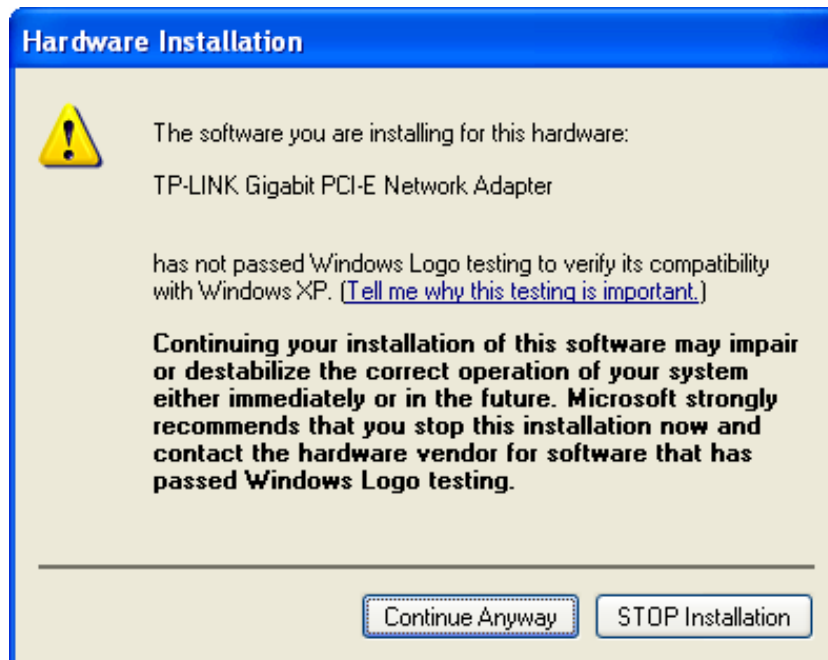 Hardware Installation
The software you are installing for this hardware:
TP-LINK Gigabit PCI-E Network Adapter
has not passed Windows Logo testing to verify its compatibility
with Windows XP. (Tell me why this testing is important.)
Continuing your installation of this software may impair
or destabilize the correct operation of your system
either immediately or in the future. Microsoft strongly
recommends that you stop this installation now and
contact the hardware vendor for software that has
passed Windows Logo testing.
Continue Anyway
STOP Installation